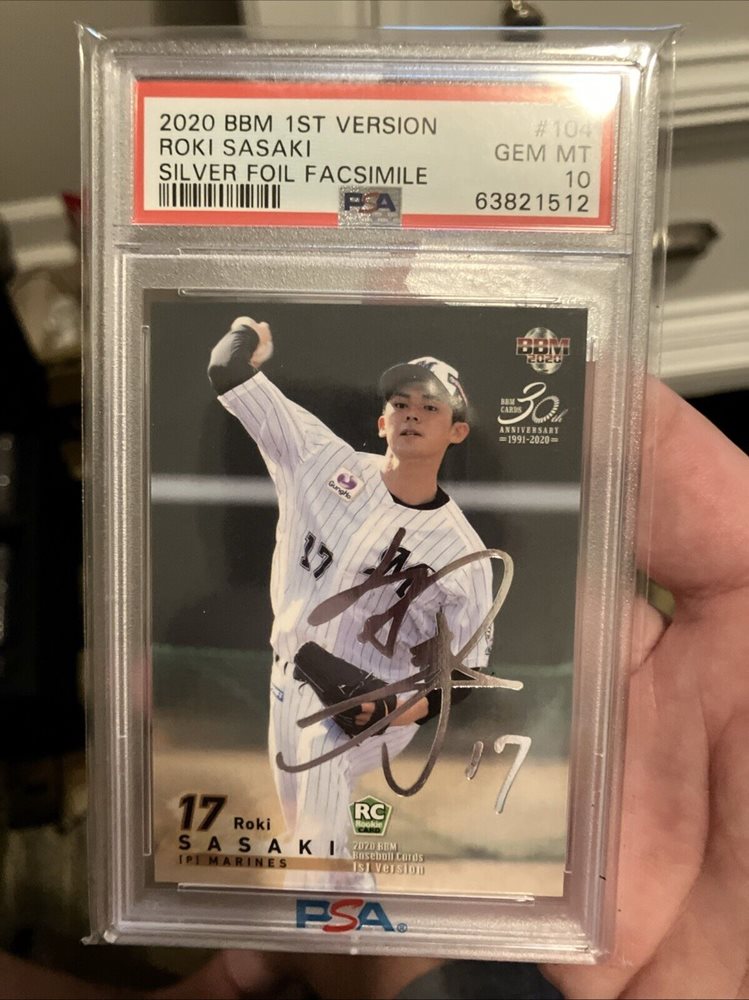 2020 BBM 1ST VERSION #104
ROKI SASAKI GEM MT
SILVER FOIL FACSIMILE 10
PSA 63821512
BBM
2020
BBM
CARDS 30th
ANNIVERSARY
=1991-2020=
GungHo
17
M
17
17 Roki
SASAKI
[P] MARINES
RC
Rookie
CARD
2020 BBM
Baseball Cards
1st Version
PSA®